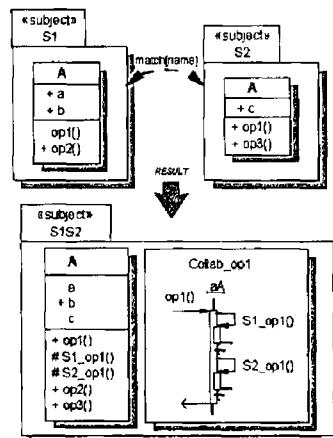 «subject»
S1
A
+ a
+ b
op1()
+ op2()
match[name]
«subject»
S2
A
+ c
+ op1()
+ op3()
RESULT
«subject»
S1S2
A
a
+ b
c
+ op1()
# S1_op1()
# S2_op1()
+ op2()
+ op3()
Collab_op1
aA
op1()
S1_op1()
S2_op1()